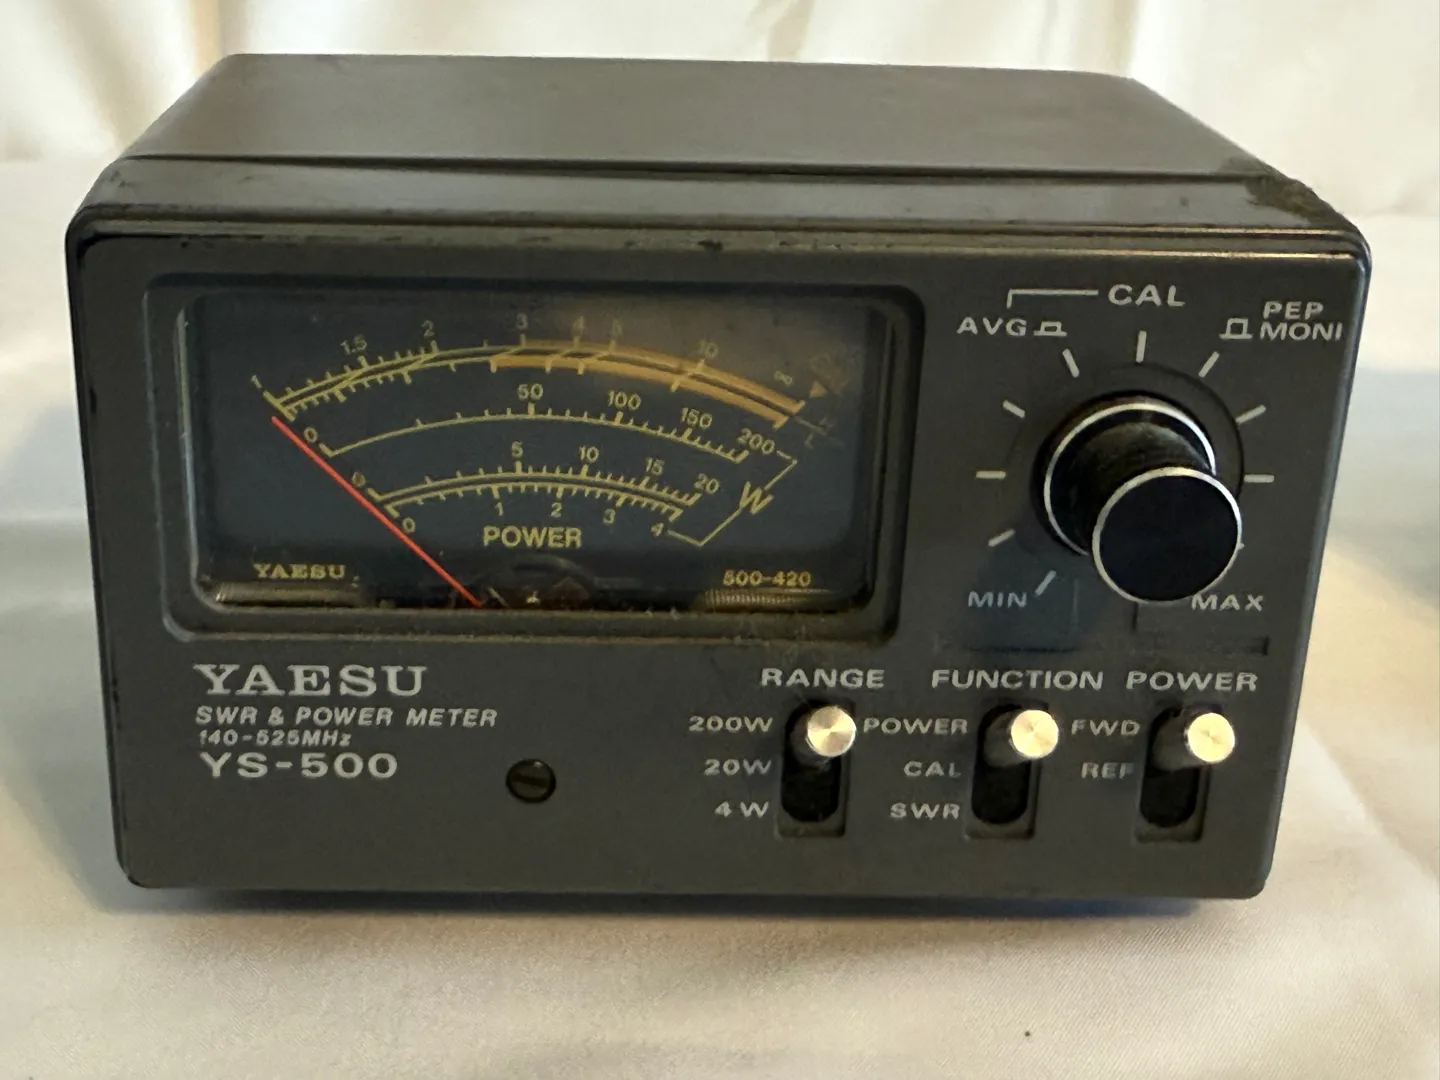 1 1.5 2 3 4 5 10 ∞
0 50 100 150 200
0 5 10 15 20
W
0 1 2 3 4
POWER
YAESU
500-420
CAL
AVG
PEP
MONI
MIN
MAX
YAESU
SWR & POWER METER
140-525MHz
YS-500
RANGE
200W
20W
4W
FUNCTION
POWER
CAL
SWR
POWER
FWD
REF